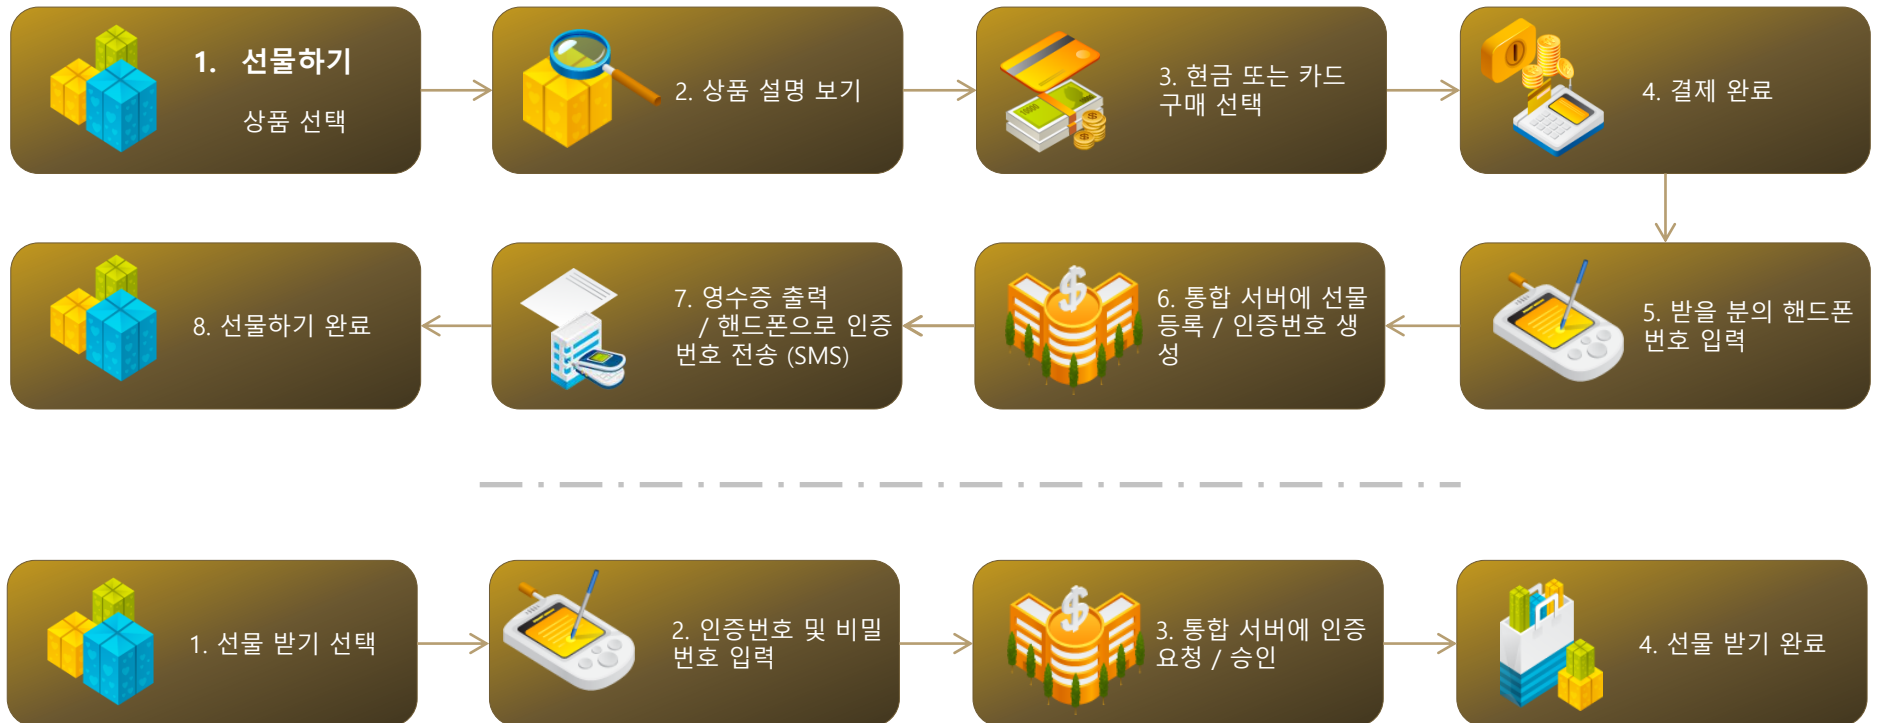 1. 선물하기
상품 선택
2. 상품 설명 보기
3. 현금 또는 카드
구매 선택
4. 결제 완료
8. 선물하기 완료
7. 영수증 출력
/ 핸드폰으로 인증
번호 전송 (SMS)
6. 통합 서버에 선물
등록 / 인증번호 생
성
5. 받을 분의 핸드폰
번호 입력
1. 선물 받기 선택
2. 인증번호 및 비밀
번호 입력
3. 통합 서버에 인증
요청 / 승인
4. 선물 받기 완료